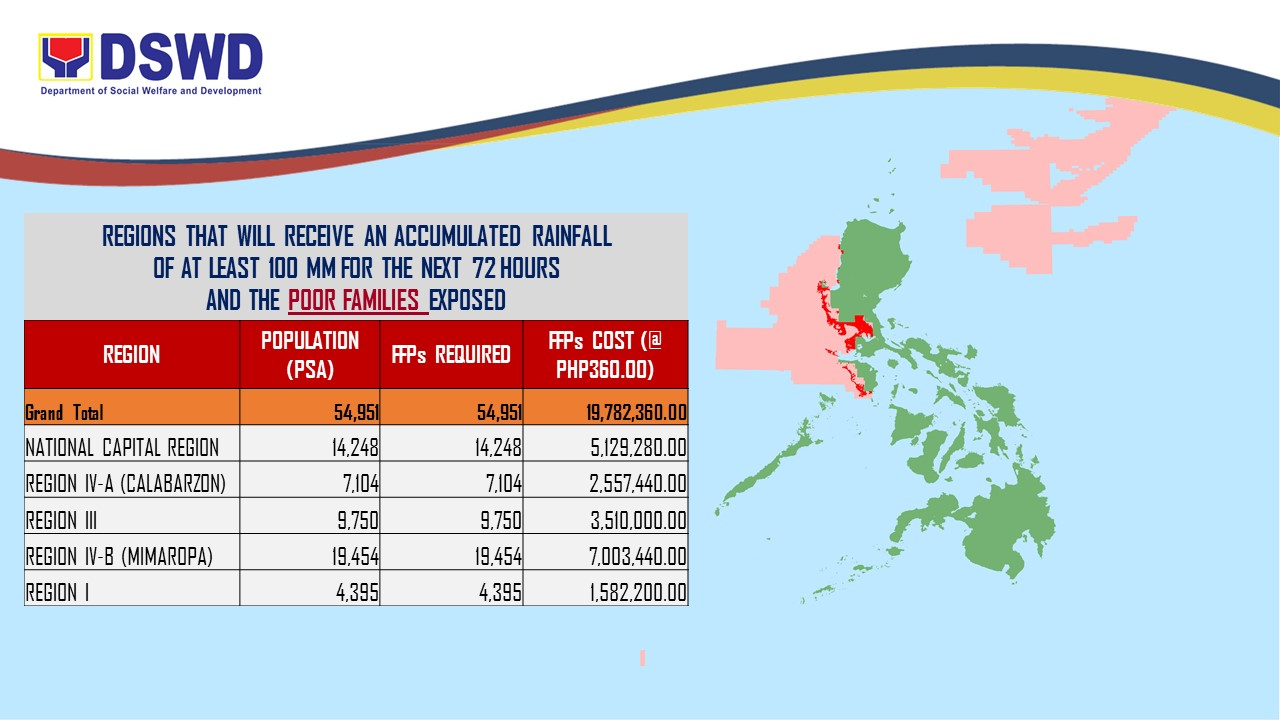 DSWD
Department of Social Welfare and Development
REGIONS THAT WILL RECEIVE AN ACCUMULATED RAINFALL
OF AT LEAST 100 MM FOR THE NEXT 72 HOURS
AND THE POOR FAMILIES EXPOSED
REGION POPULATION (PSA) FFPs REQUIRED FFPs COST (@ PHP360.00)
Grand Total 54,951 54,951 19,782,360.00
NATIONAL CAPITAL REGION 14,248 14,248 5,129,280.00
REGION IV-A (CALABARZON) 7,104 7,104 2,557,440.00
REGION III 9,750 9,750 3,510,000.00
REGION IV-B (MIMAROPA) 19,454 19,454 7,003,440.00
REGION I 4,395 4,395 1,582,200.00